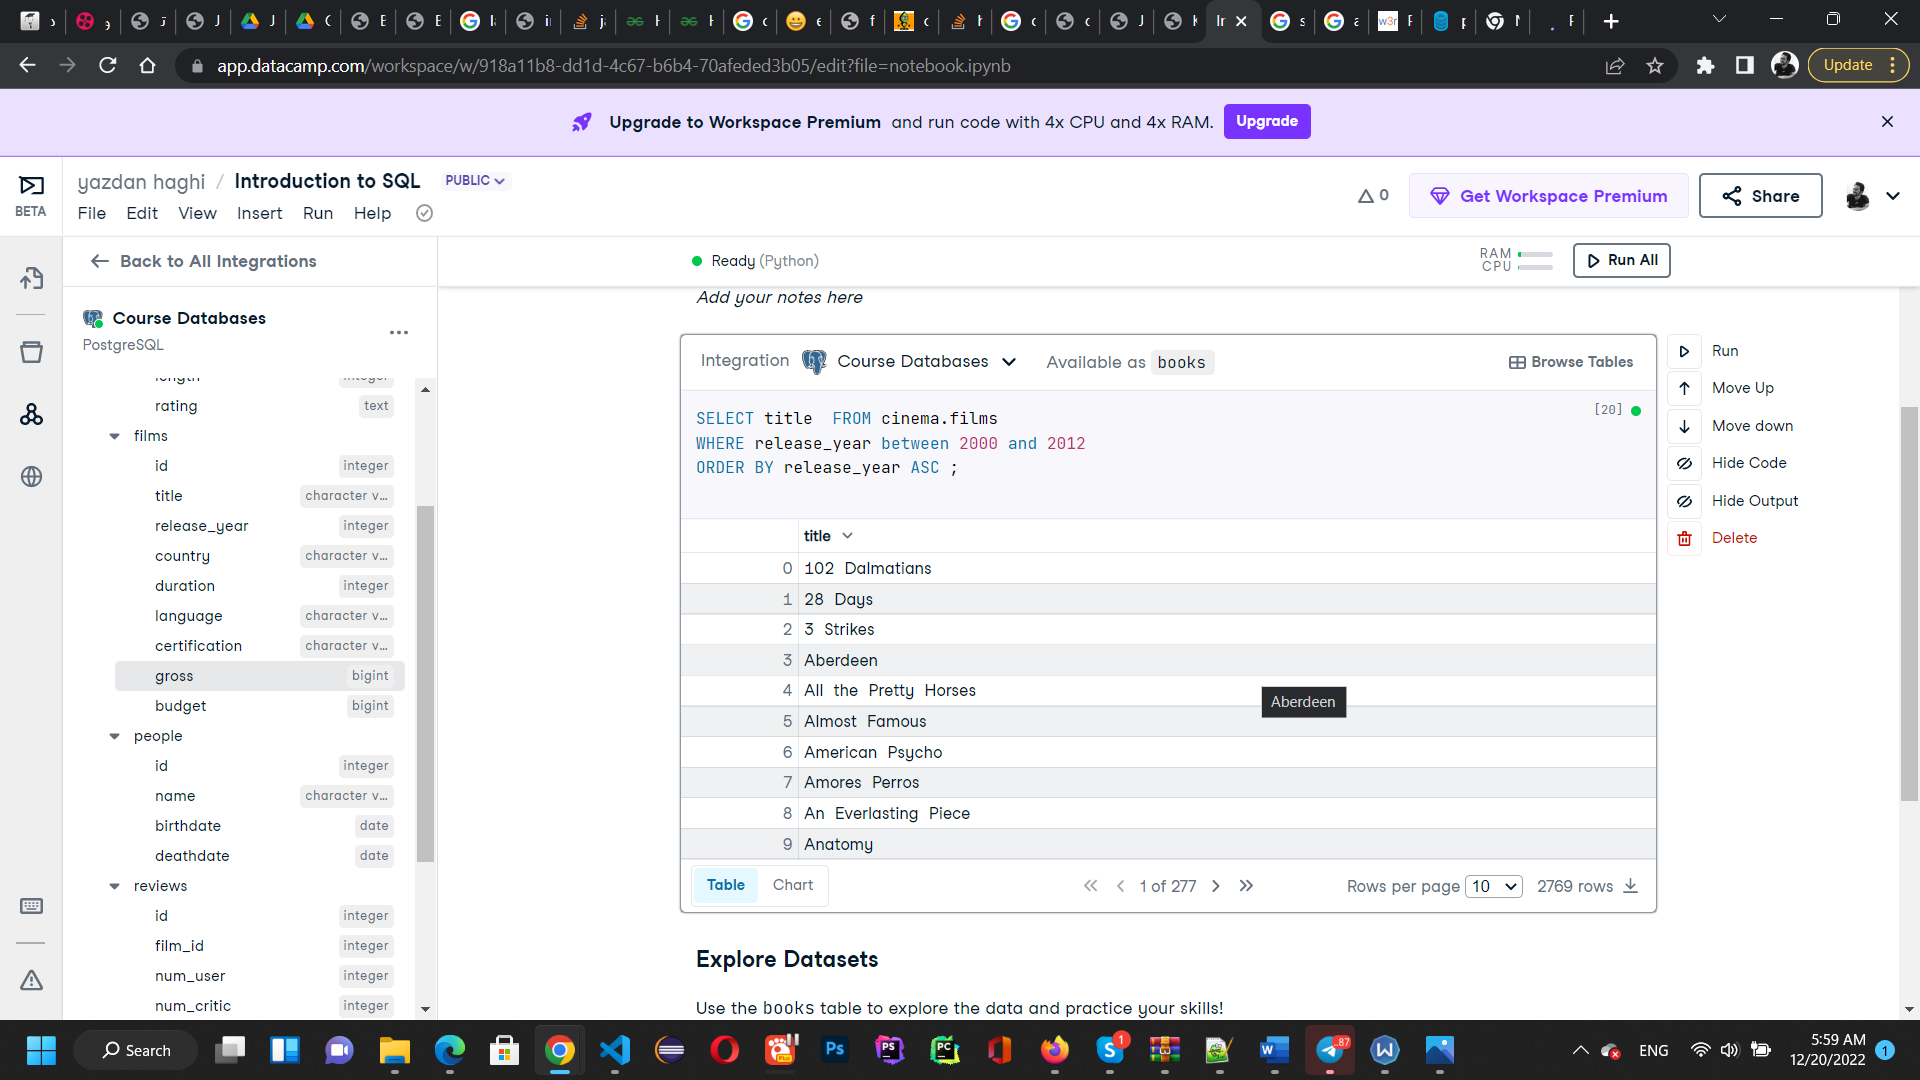 app.datacamp.com/workspace/w/918a11b8-dd1d-4c67-b6b4-70afeded3b05/edit?file=notebook.ipynb
Update
Upgrade to Workspace Premium and run code with 4x CPU and 4x RAM. Upgrade
BETA
yazdan haghi / Introduction to SQL PUBLIC
File Edit View Insert Run Help
0
Get Workspace Premium
Share
Back to All Integrations
Ready (Python)
RAM
CPU
Run All
Course Databases
PostgreSQL
length integer
rating text
films
id integer
title character v...
release_year integer
country character v...
duration integer
language character v...
certification character v...
gross bigint
budget bigint
people
id integer
name character v...
birthdate date
deathdate date
reviews
id integer
film_id integer
num_user integer
num_critic integer
Add your notes here
Integration Course Databases Available as books Browse Tables
SELECT title FROM cinema.films
WHERE release_year between 2000 and 2012
ORDER BY release_year ASC ;
[20]
Run
Move Up
Move down
Hide Code
Hide Output
Delete
title
0 102 Dalmatians
1 28 Days
2 3 Strikes
3 Aberdeen
4 All the Pretty Horses
5 Almost Famous
6 American Psycho
7 Amores Perros
8 An Everlasting Piece
9 Anatomy
Aberdeen
Table Chart
1 of 277
Rows per page 10 2769 rows
Explore Datasets
Use the books table to explore the data and practice your skills!
Search
ENG
5:59 AM
12/20/2022
1